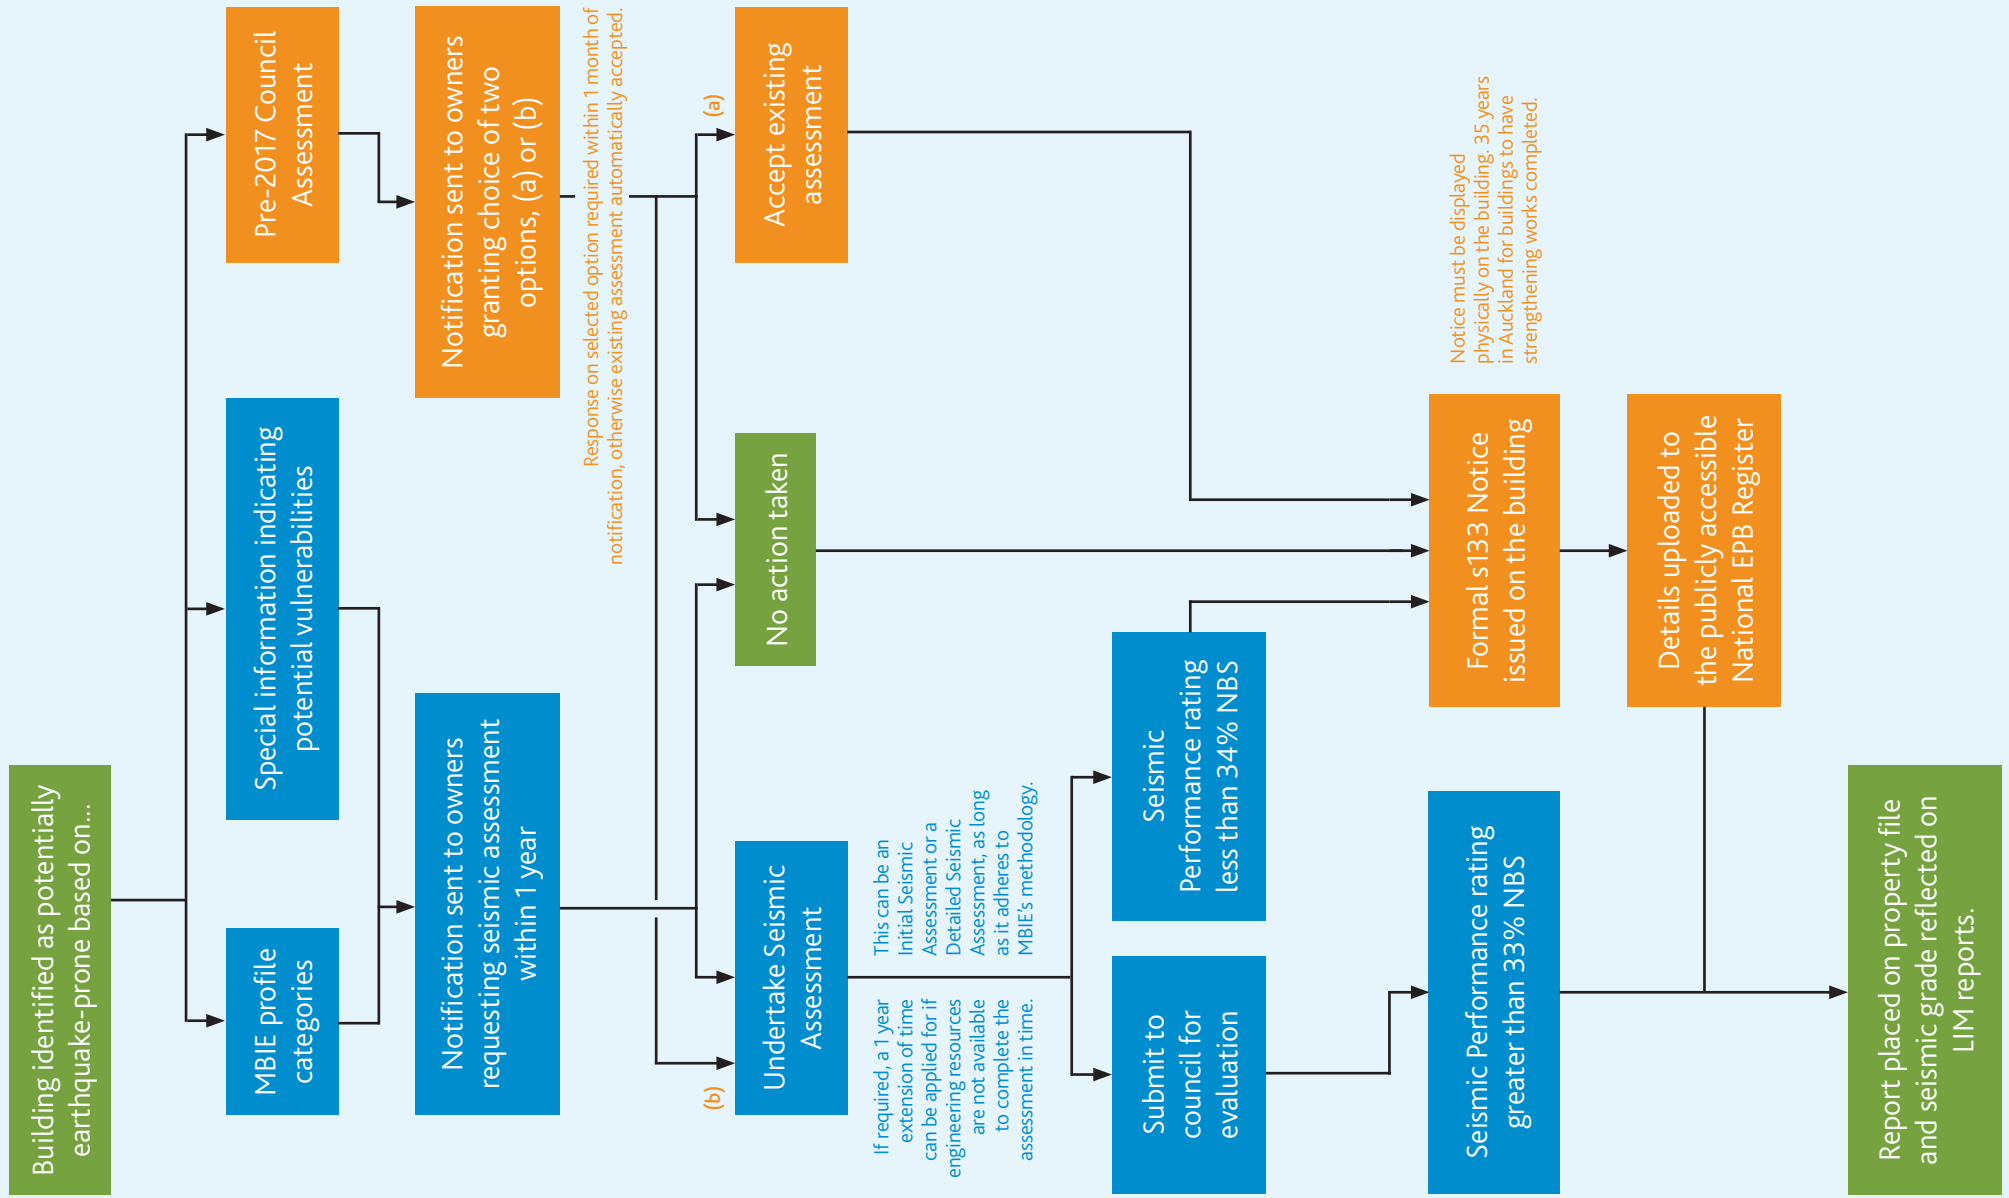 Building identified as potentially
earthquake-prone based on...
MBIE profile
categories
Special information indicating
potential vulnerabilities
Pre-2017 Council
Assessment
Notification sent to owners
requesting seismic assessment
within 1 year
Notification sent to owners
granting choice of two
options, (a) or (b)
Response on selected option required within 1 month of
notification, otherwise existing assessment automatically accepted.
(b)
(a)
Undertake Seismic
Assessment
No action taken
Accept existing
assessment
If required, a 1 year
extension of time
can be applied for if
engineering resources
are not available
to complete the
assessment in time.
This can be an
Initial Seismic
Assessment or a
Detailed Seismic
Assessment, as long
as it adheres to
MBIE's methodology.
Submit to
council for
evaluation
Seismic
Performance rating
less than 34% NBS
Seismic Performance rating
greater than 33% NBS
Formal s133 Notice
issued on the building
Notice must be displayed
physically on the building. 35 years
in Auckland for buildings to have
strengthening works completed.
Details uploaded to
the publicly accessible
National EPB Register
Report placed on property file
and seismic grade reflected on
LIM reports.